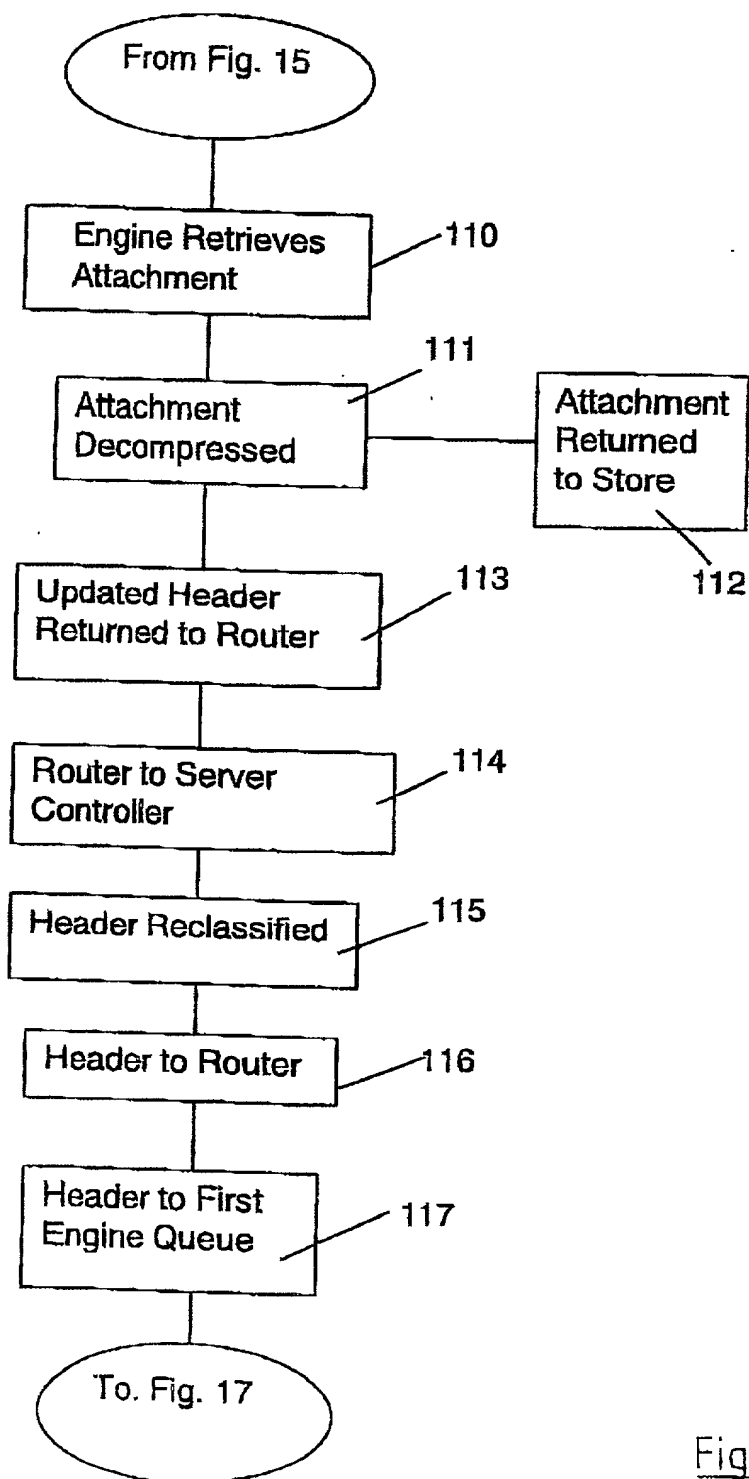 From Fig. 15
Engine Retrieves
Attachment
110
111
Attachment
Decompressed
Attachment
Returned
to Store
112
Updated Header
Returned to Router
113
Router to Server
Controller
114
Header Reclassified
115
Header to Router
116
Header to First
Engine Queue
117
To. Fig. 17
Fig